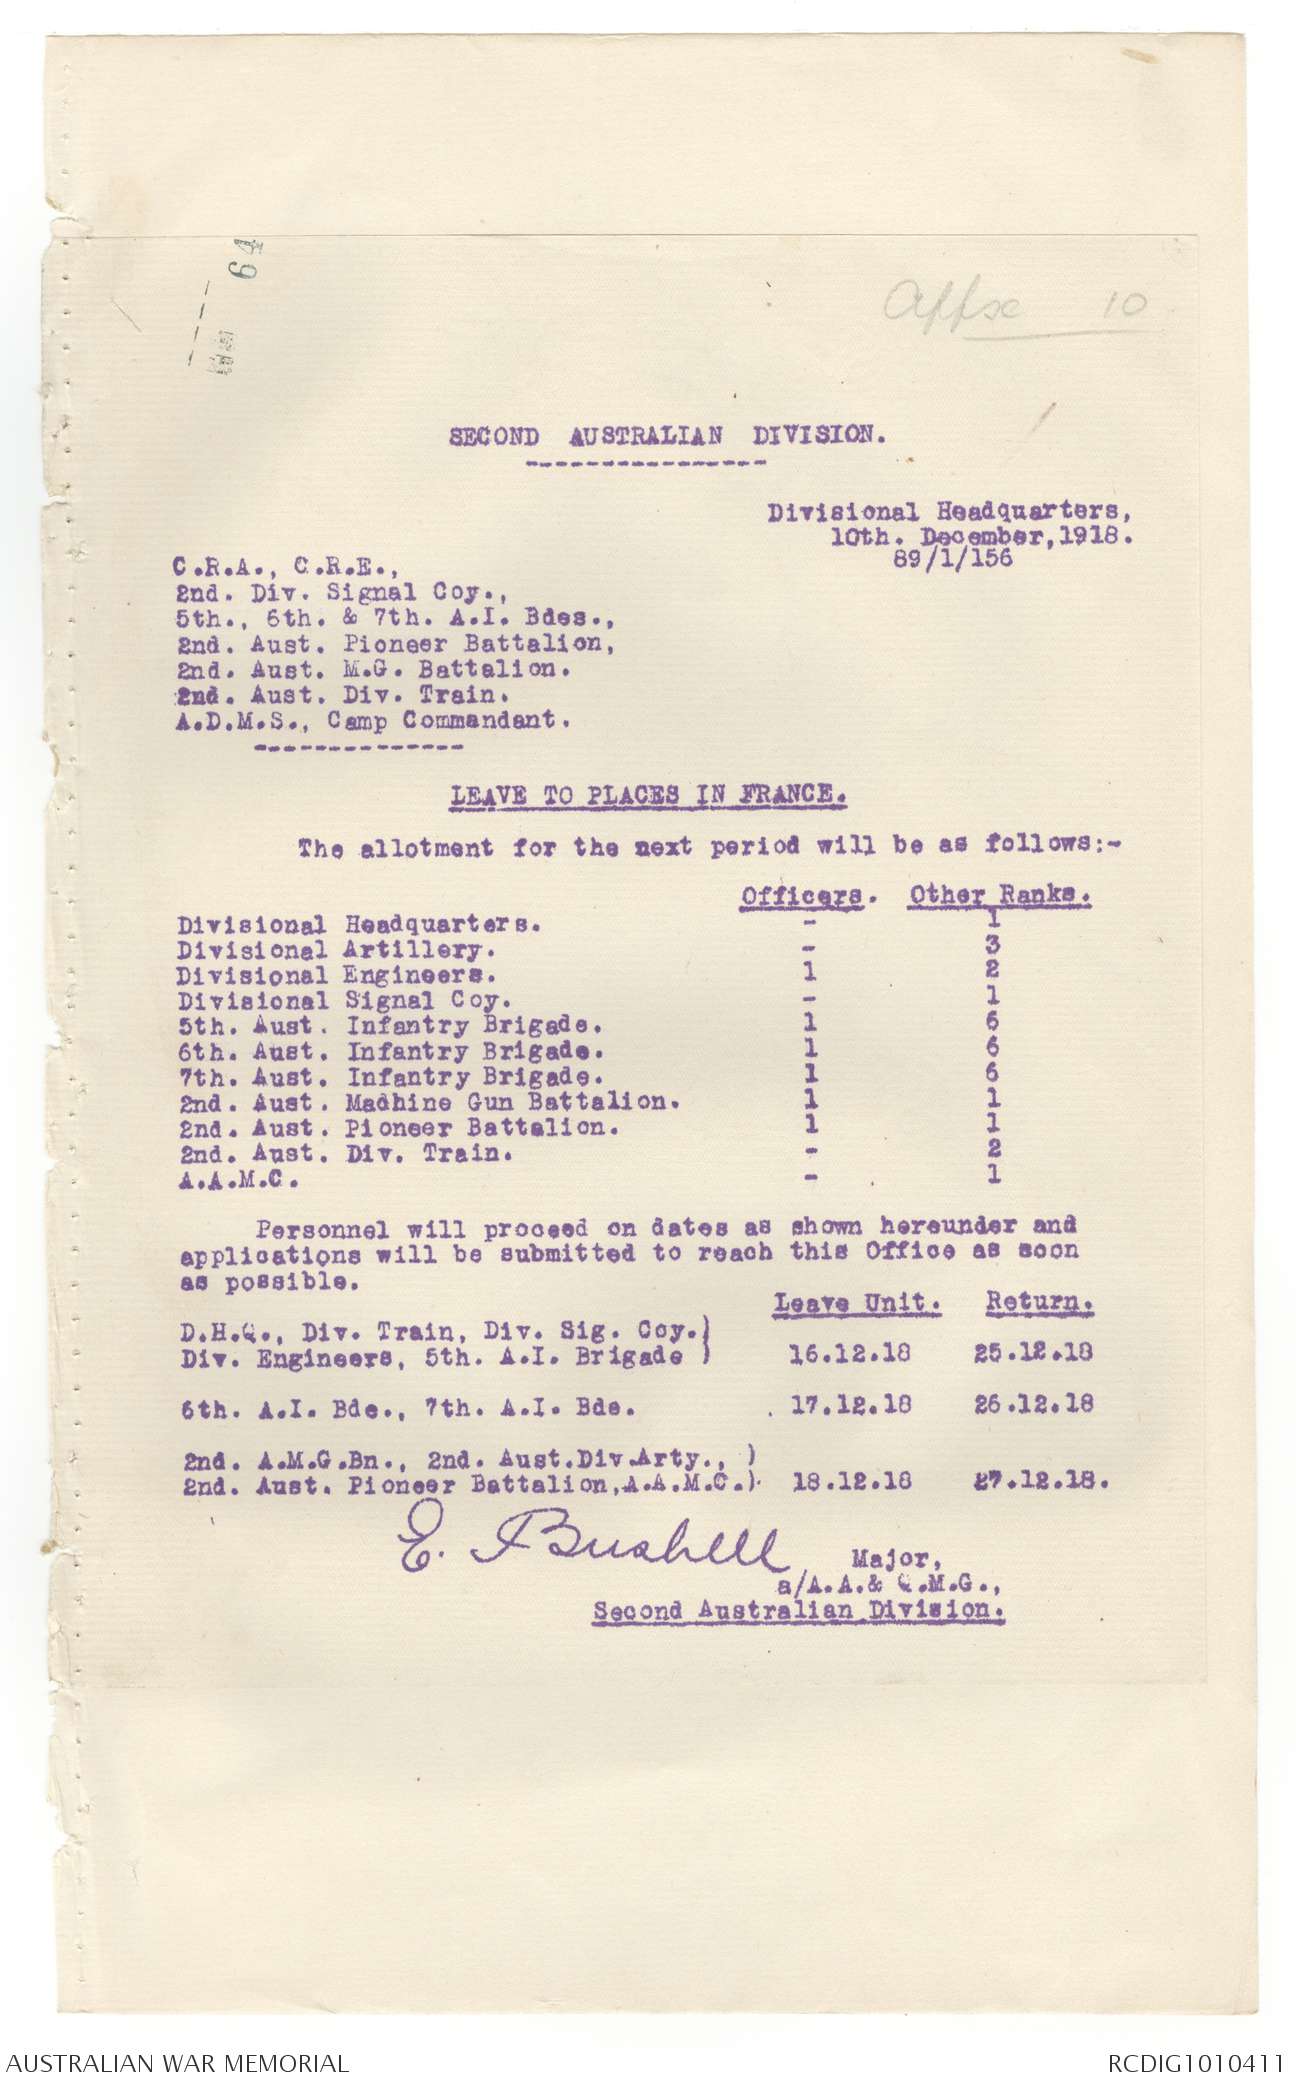 64
Appx 10
SECOND AUSTRALIAN DIVISION.
----------------
Divisional Headquarters,
10th. December, 1918.
89/1/156
C.R.A., C.R.E.,
2nd. Div. Signal Coy.,
5th., 6th. & 7th. A.I. Bdes.,
2nd. Aust. Pioneer Battalion,
2nd. Aust. M.G. Battalion.
2nd. Aust. Div. Train.
A.D.M.S., Camp Commandant.
--------------
LEAVE TO PLACES IN FRANCE.
The allotment for the next period will be as follows:-
Officers. Other Ranks.
Divisional Headquarters. - 1
Divisional Artillery. - 3
Divisional Engineers. 1 2
Divisional Signal Coy. - 1
5th. Aust. Infantry Brigade. 1 6
6th. Aust. Infantry Brigade. 1 6
7th. Aust. Infantry Brigade. 1 6
2nd. Aust. Madhine Gun Battalion. 1 1
2nd. Aust. Pioneer Battalion. 1 1
2nd. Aust. Div. Train. - 2
A.A.M.C. - 1
Personnel will proceed on dates as shown hereunder and
applications will be submitted to reach this Office as soon
as possible.
Leave Unit. Return.
D.H.Q., Div. Train, Div. Sig. Coy.)
Div. Engineers, 5th. A.I. Brigade ) 16.12.18 25.12.18
6th. A.I. Bde., 7th. A.I. Bde. 17.12.18 26.12.18
2nd. A.M.G.Bn., 2nd. Aust.Div.Arty., )
2nd. Aust. Pioneer Battalion,A.A.M.C.) 18.12.18 27.12.18.
E. Bushell Major,
a/A.A.& Q.M.G.,
Second Australian Division.
AUSTRALIAN WAR MEMORIAL RCDIG1010411